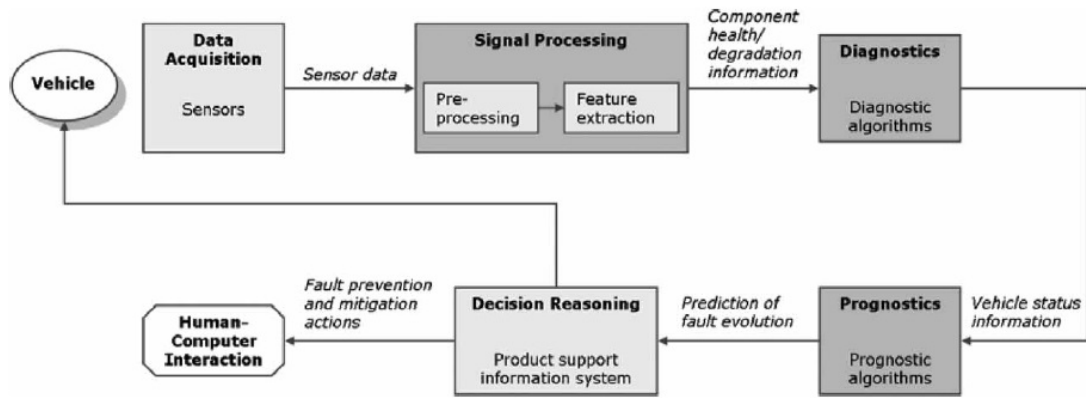 Vehicle
Data
Acquisition
Sensors
Sensor data
Signal Processing
Pre-
processing
Feature
extraction
Component
health/
degradation
information
Diagnostics
Diagnostic
algorithms
Vehicle status
information
Prognostics
Prognostic
algorithms
Prediction of
fault evolution
Decision Reasoning
Product support
information system
Fault prevention
and mitigation
actions
Human-
Computer
Interaction